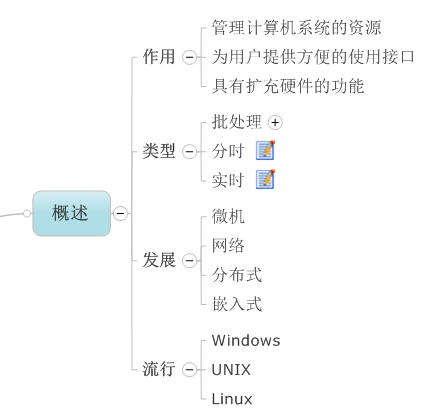 概述
作用
管理计算机系统的资源
为用户提供方便的使用接口
具有扩充硬件的功能
类型
批处理
分时
实时
发展
微机
网络
分布式
嵌入式
流行
Windows
UNIX
Linux